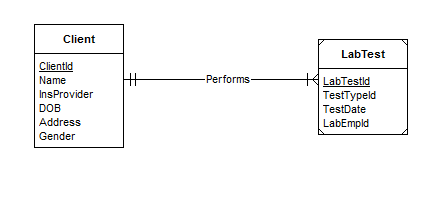 Client
ClientId
Name
InsProvider
DOB
Address
Gender
Performs
LabTest
LabTestId
TestTypeId
TestDate
LabEmpId